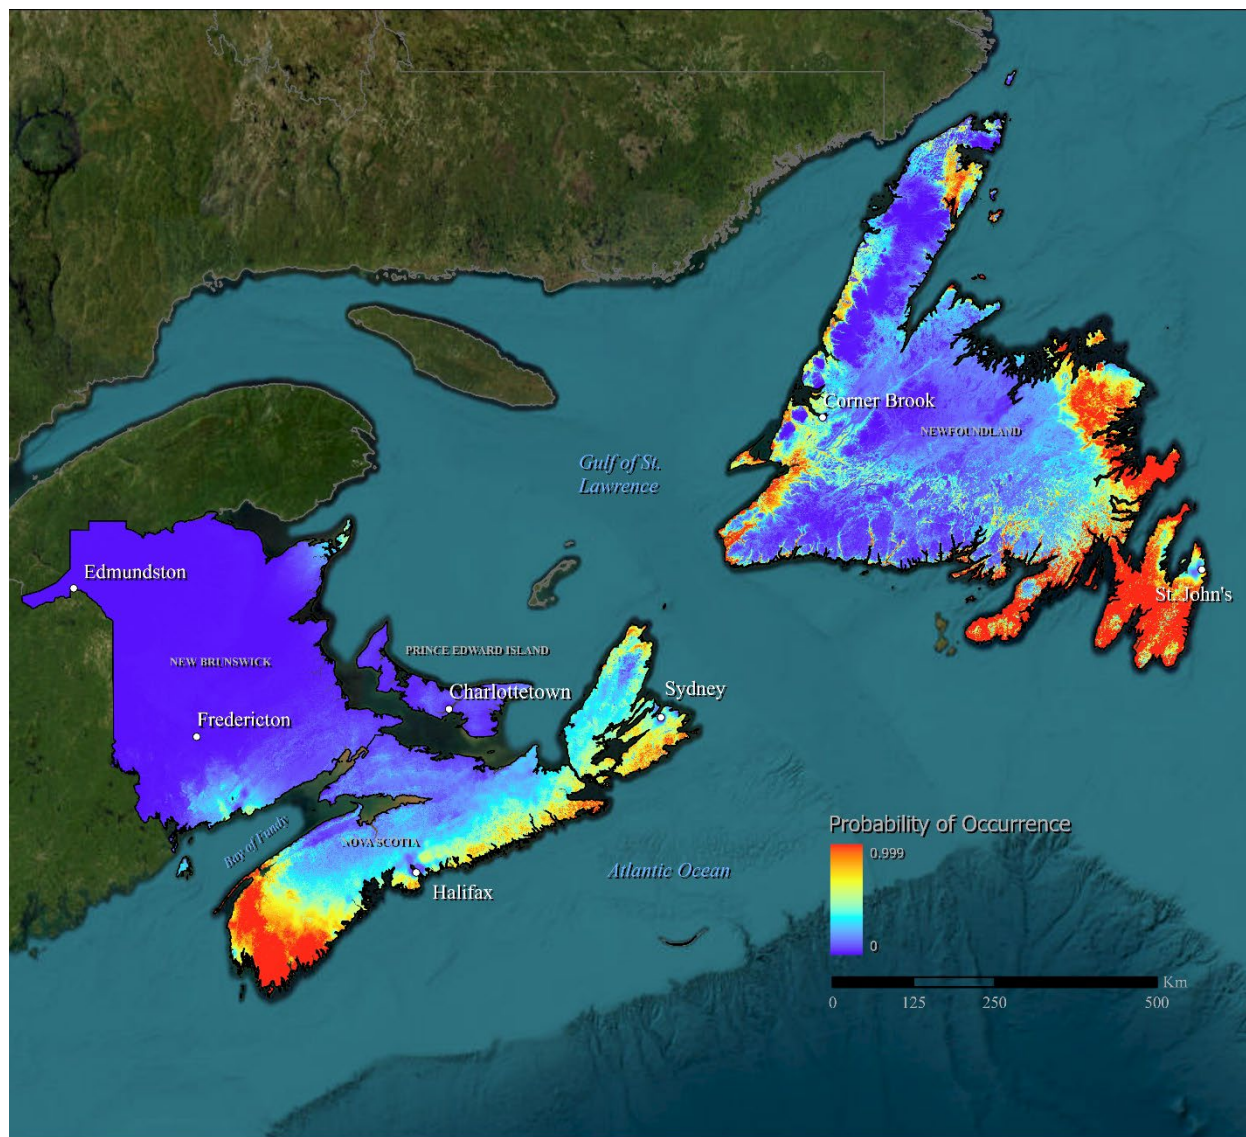 Corner Brook
NEWFOUNDLAND
Gulf of St.
Lawrence
Edmundston
St. John's
NEW BRUNSWICK
PRINCE EDWARD ISLAND
Charlottetown
Sydney
Fredericton
Bay of Fundy
NOVA SCOTIA
Halifax
Atlantic Ocean
Probability of Occurrence
0.999
0
Km
0 125 250 500